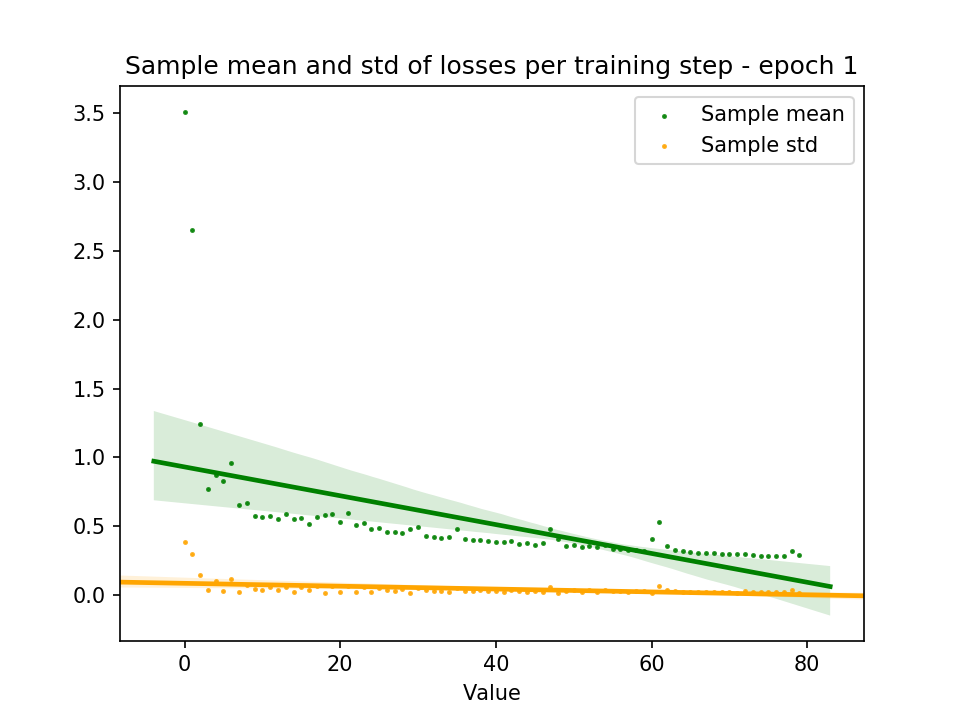 Sample mean and std of losses per training step - epoch 1
Sample mean
Sample std
3.5
3.0
2.5
2.0
1.5
1.0
0.5
0.0
0 20 40 60 80
Value